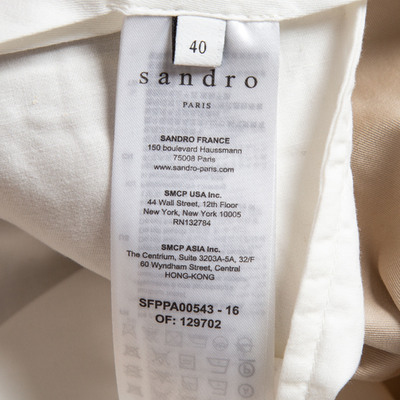 40
sandro
PARIS
SANDRO FRANCE
150 boulevard Haussmann
75008 Paris
www.sandro-paris.com
SMCP USA Inc.
44 Wall Street, 12th Floor
New York, New York 10005
RN132784
SMCP ASIA Inc.
The Centrium, Suite 3203A-5A, 32/F
60 Wyndham Street, Central
HONG-KONG
SFPPA00543 - 16
OF: 129702